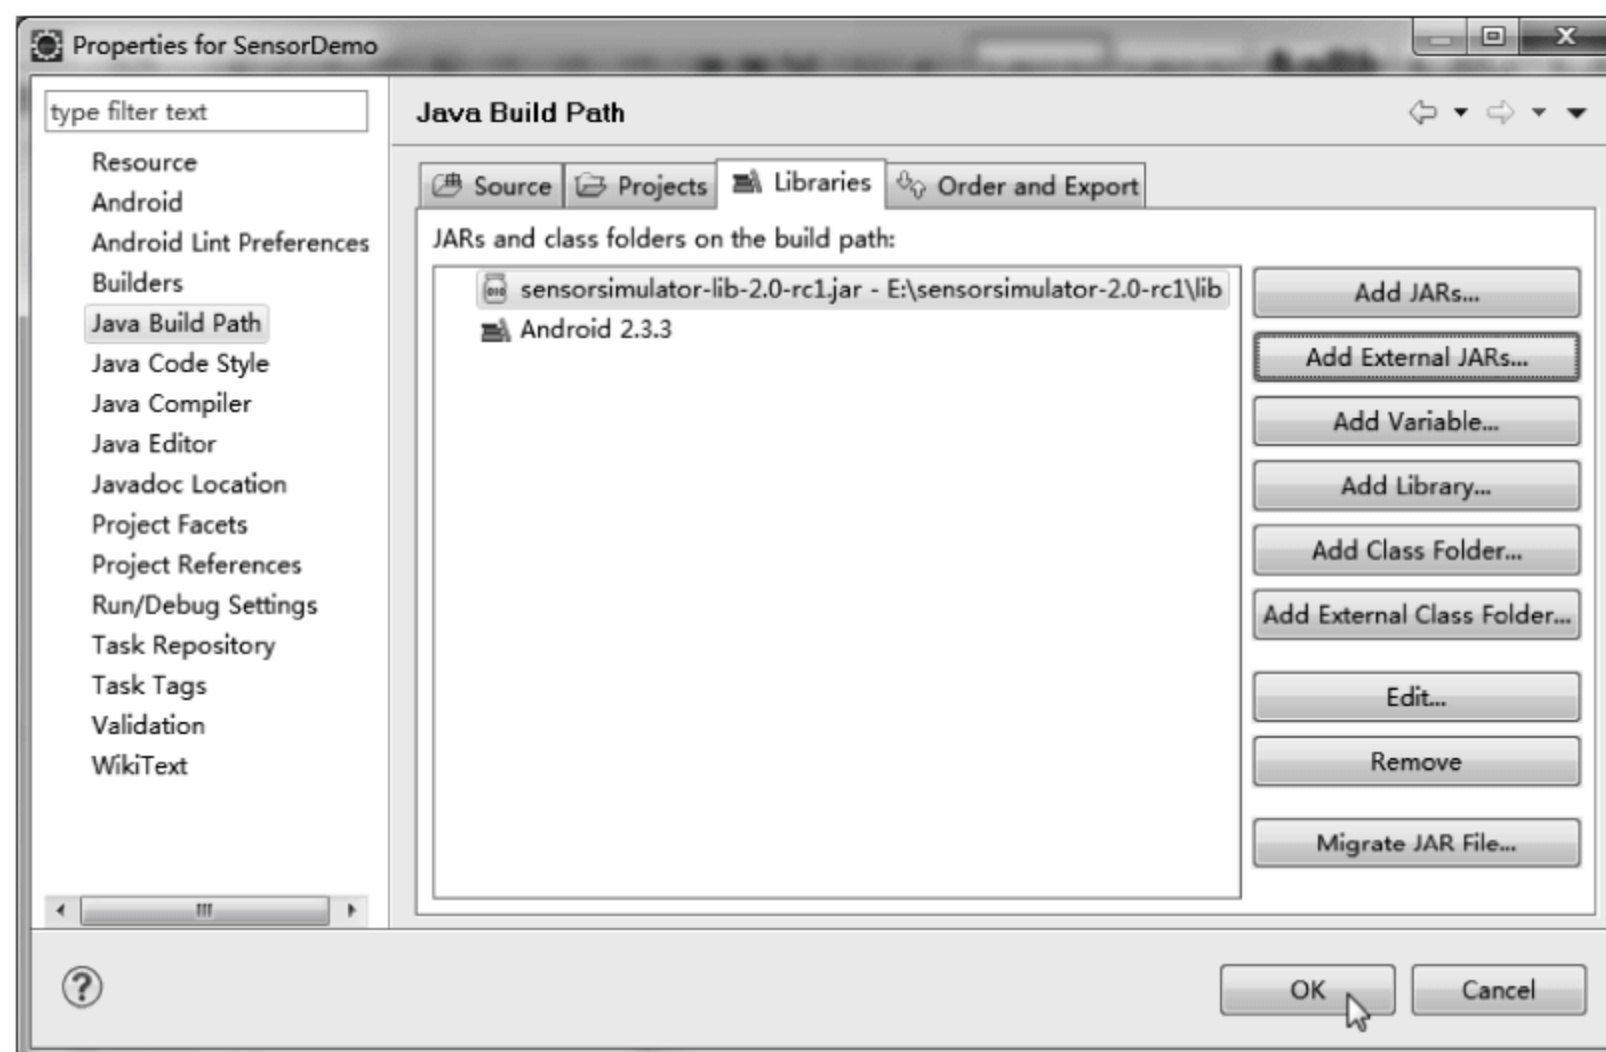 Properties for SensorDemo
type filter text
Resource
Android
Android Lint Preferences
Builders
Java Build Path
Java Code Style
Java Compiler
Java Editor
Javadoc Location
Project Facets
Project References
Run/Debug Settings
Task Repository
Task Tags
Validation
WikiText
Java Build Path
Source
Projects
Libraries
Order and Export
JARs and class folders on the build path:
sensorsimulator-lib-2.0-rc1.jar - E:\sensorsimulator-2.0-rc1\lib
Android 2.3.3
Add JARs...
Add External JARs...
Add Variable...
Add Library...
Add Class Folder...
Add External Class Folder...
Edit...
Remove
Migrate JAR File...
OK
Cancel